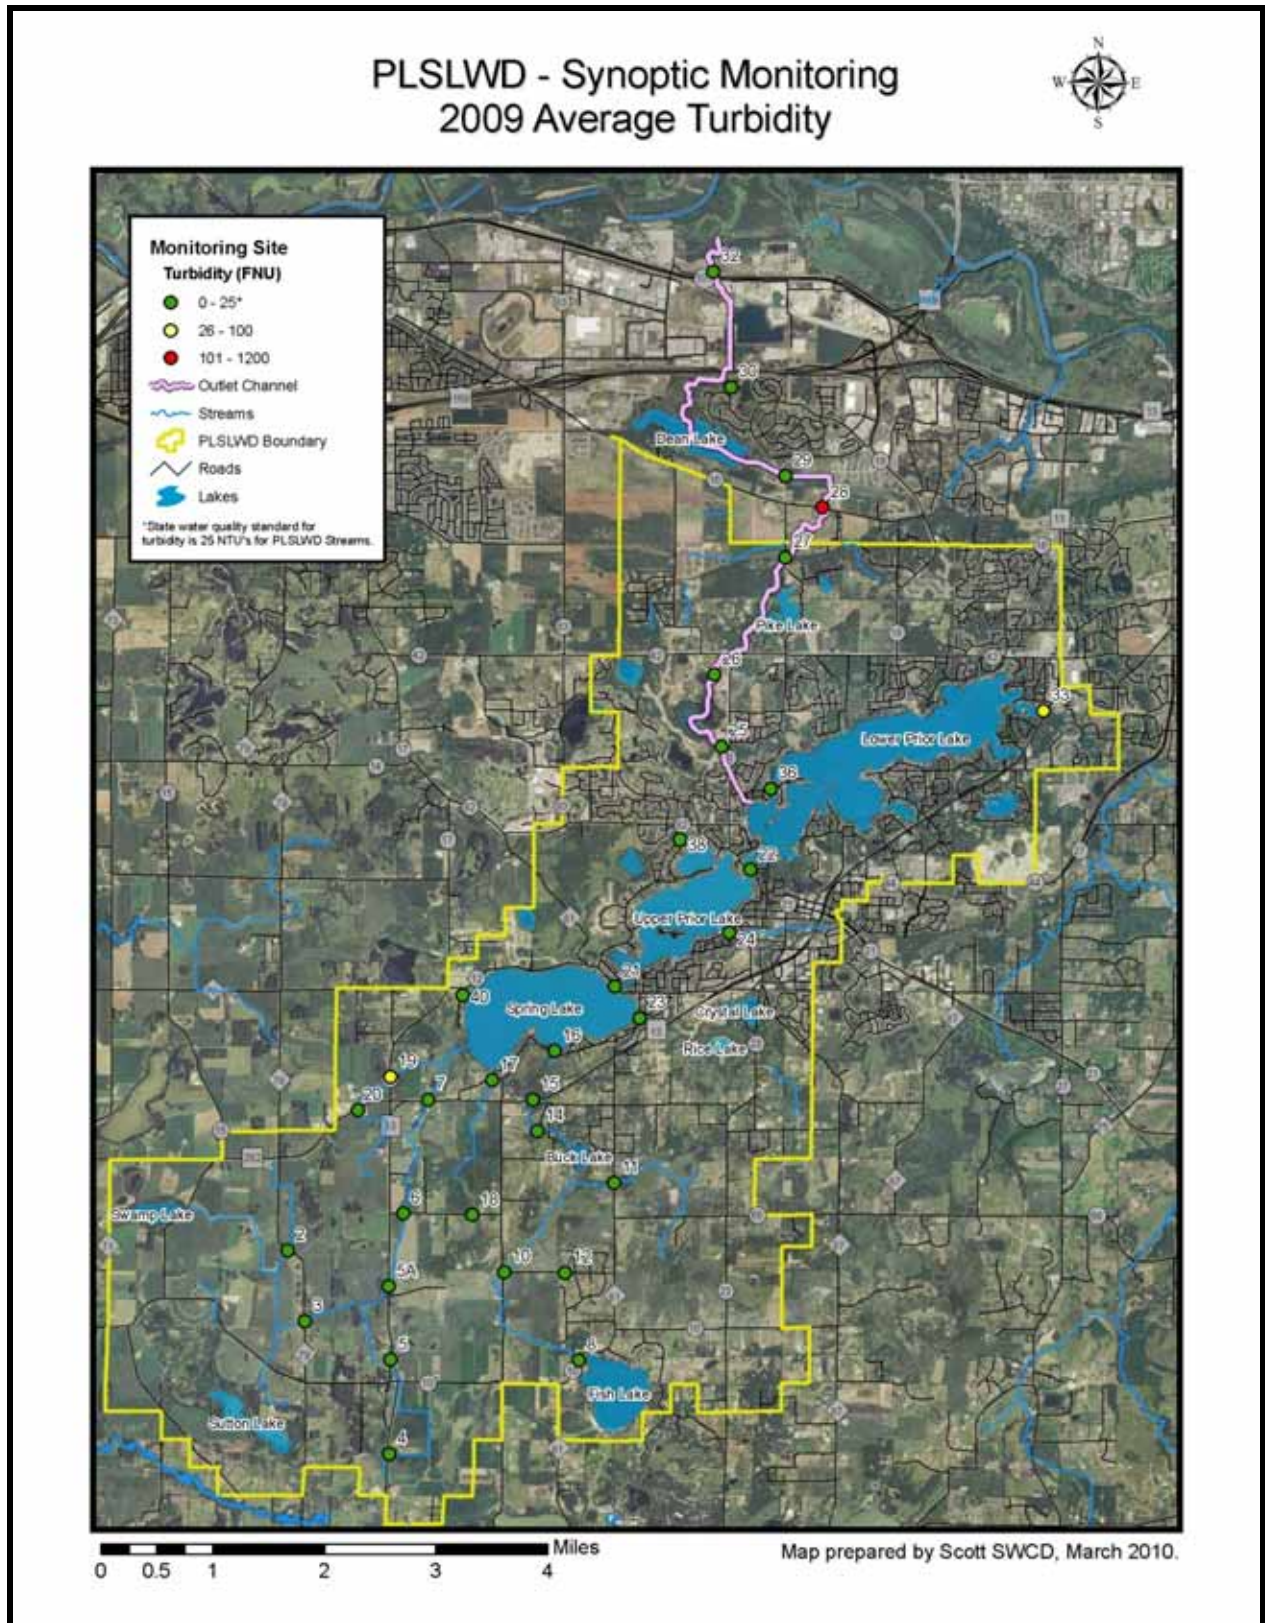 PLSLWD - Synoptic Monitoring
2009 Average Turbidity
N
W
E
S
Monitoring Site
Turbidity (FNU)
0 - 25*
26 - 100
101 - 1200
Outlet Channel
Streams
PLSLWD Boundary
Roads
Lakes
*State water quality standard for
turbidity is 25 NTU's for PLSLWD Streams.
32
30
Dean Lake
29
28
27
Pike Lake
26
33
25
Lower Prior Lake
36
38
22
Upper Prior Lake
24
21
40
Spring Lake
23
Crystal Lake
16
Rice Lake
19
17
20
7
15
14
Buck Lake
11
Swamp Lake
6
18
2
10
12
5A
3
5
8
Fish Lake
Sutton Lake
4
Miles
0 0.5 1 2 3 4
Map prepared by Scott SWCD, March 2010.